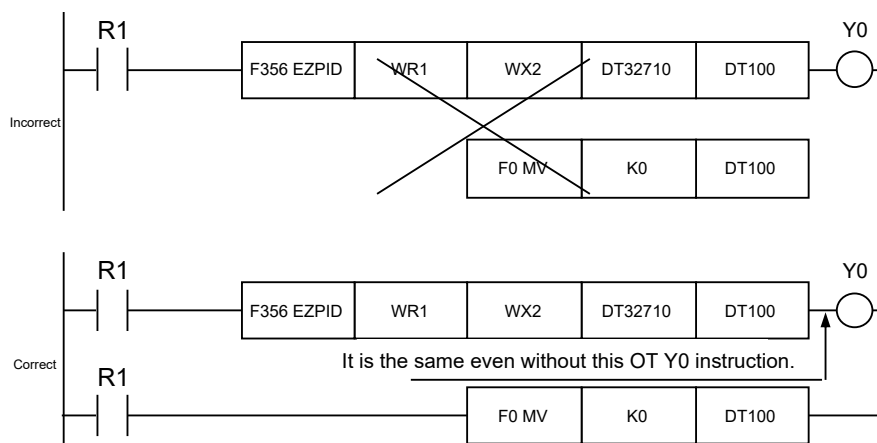 R1 Y0
F356 EZPID WR1 WX2 DT32710 DT100
Incorrect
F0 MV K0 DT100
R1 Y0
F356 EZPID WR1 WX2 DT32710 DT100
It is the same even without this OT Y0 instruction.
Correct
R1
F0 MV K0 DT100